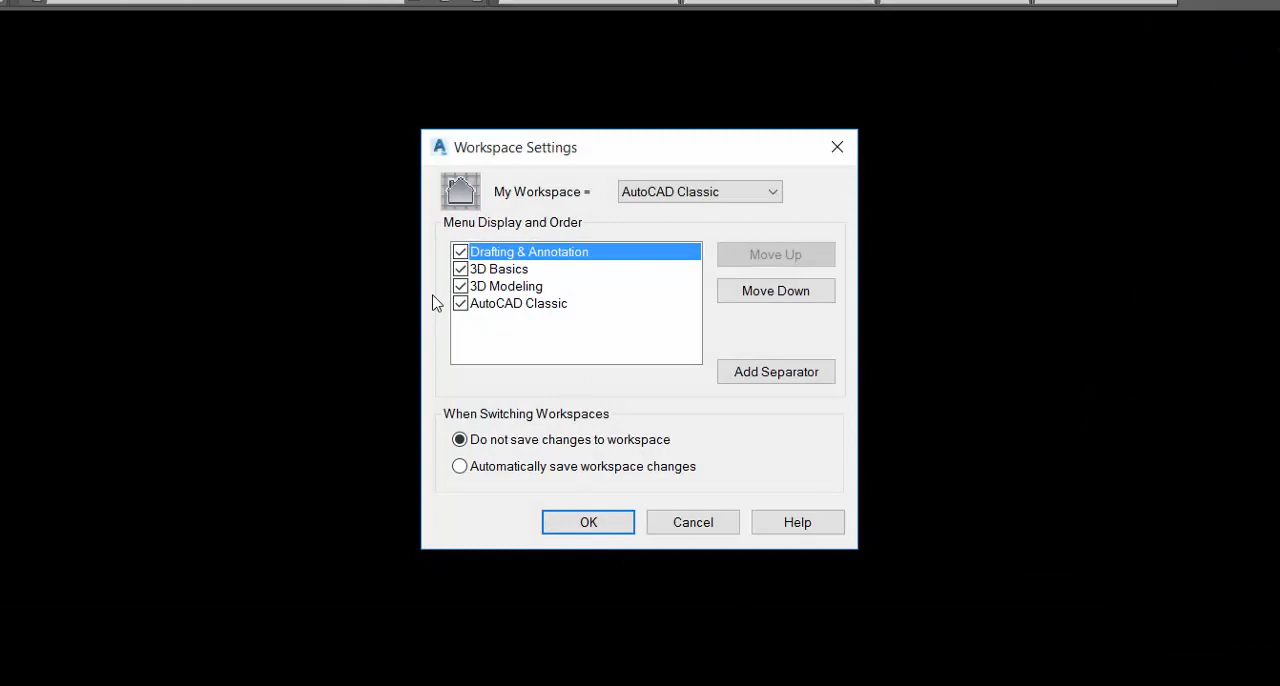 Workspace Settings
My Workspace = AutoCAD Classic
Menu Display and Order
Drafting & Annotation
3D Basics
3D Modeling
AutoCAD Classic
Move Up
Move Down
Add Separator
When Switching Workspaces
Do not save changes to workspace
Automatically save workspace changes
OK Cancel Help